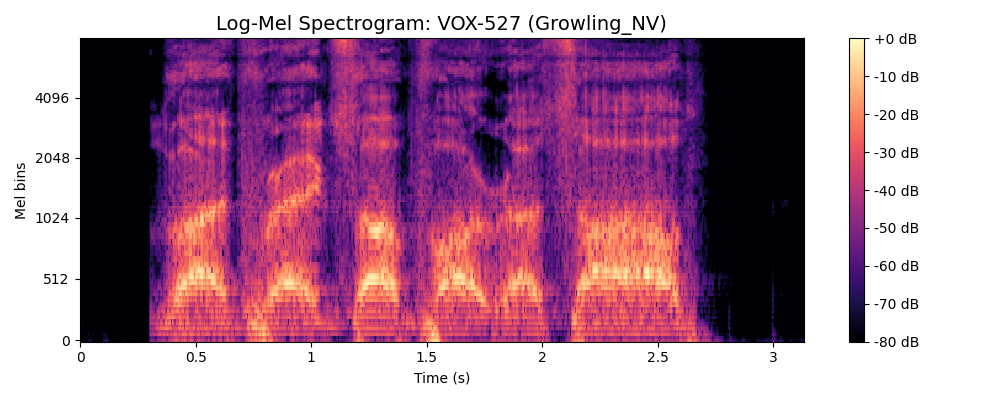 Log-Mel Spectrogram: VOX-527 (Growling_NV)
Mel bins
4096
2048
1024
512
0
0 0.5 1 1.5 2 2.5 3
Time (s)
+0 dB
-10 dB
-20 dB
-30 dB
-40 dB
-50 dB
-60 dB
-70 dB
-80 dB